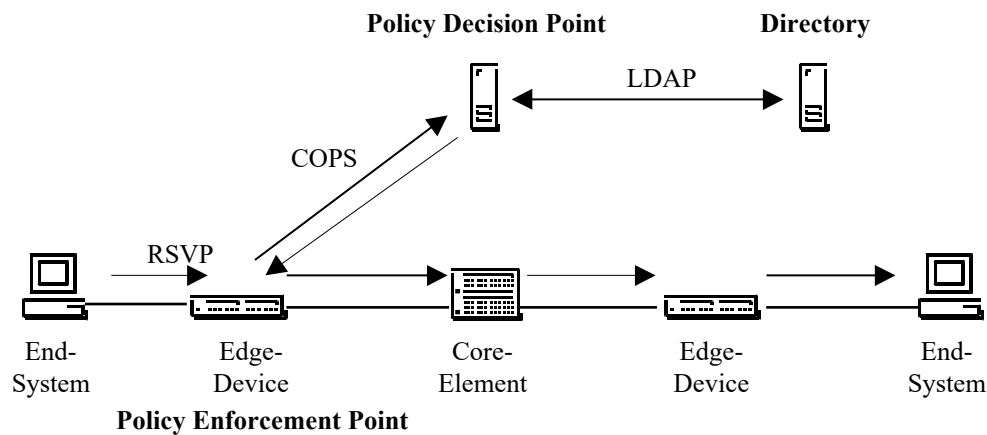 Policy Decision Point
Directory
LDAP
COPS
RSVP
End-
System
Edge-
Device
Core-
Element
Edge-
Device
End-
System
Policy Enforcement Point